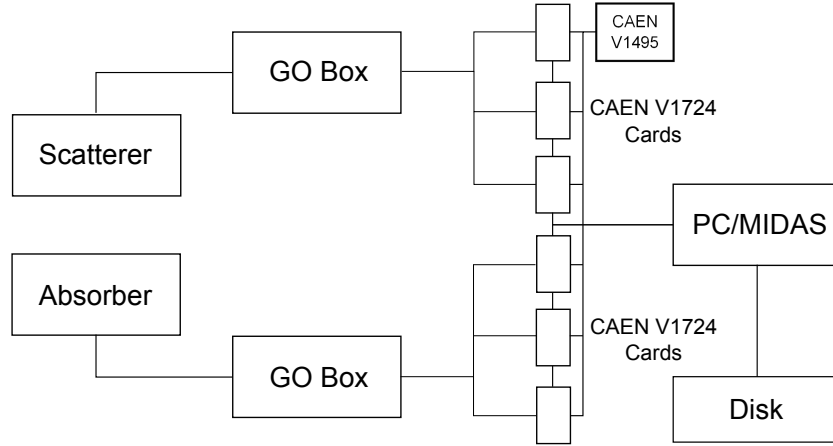 CAEN
V1495
GO Box
CAEN V1724
Cards
Scatterer
PC/MIDAS
Absorber
CAEN V1724
Cards
GO Box
Disk